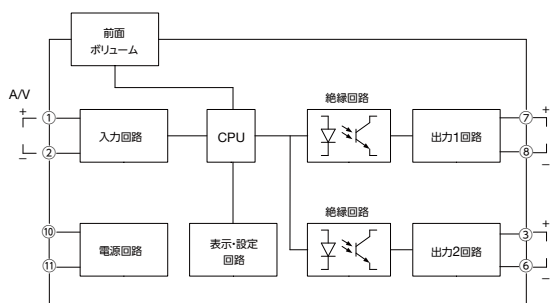 前面
ボリューム
A/V
+
①
入力回路
CPU
絶縁回路
出力1回路
⑦
+
−
②
⑧
−
絶縁回路
⑩
電源回路
⑪
表示・設定
回路
出力2回路
③
+
⑥
−